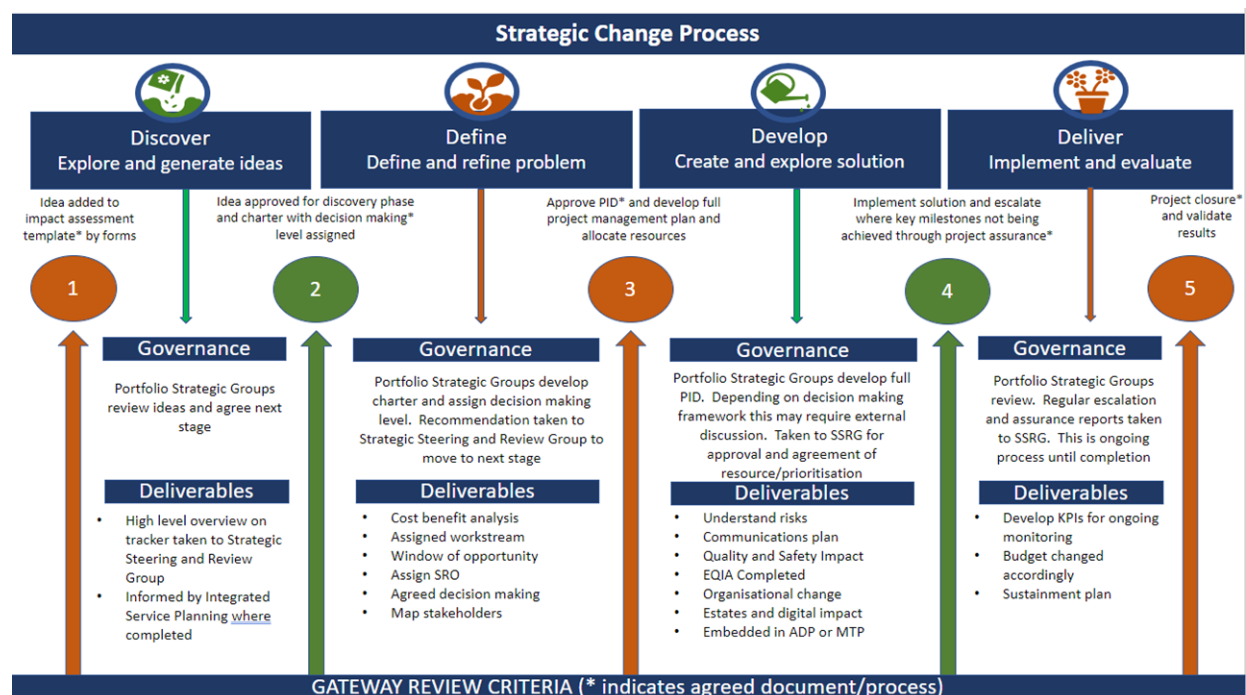 Strategic Change Process
Discover
Explore and generate ideas
Define
Define and refine problem
Develop
Create and explore solution
Deliver
Implement and evaluate
Idea added to
impact assessment
template* by forms
Idea approved for discovery phase
and charter with decision making*
level assigned
Approve PID* and develop full
project management plan and
allocate resources
Implement solution and escalate
where key milestones not being
achieved through project assurance*
Project closure*
and validate
results
1
2
3
4
5
Governance
Portfolio Strategic Groups
review ideas and agree next
stage
Deliverables
• High level overview on
tracker taken to Strategic
Steering and Review
Group
• Informed by Integrated
Service Planning where
completed
Governance
Portfolio Strategic Groups develop
charter and assign decision making
level. Recommendation taken to
Strategic Steering and Review Group to
move to next stage
Deliverables
• Cost benefit analysis
• Assigned workstream
• Window of opportunity
• Assign SRO
• Agreed decision making
• Map stakeholders
Governance
Portfolio Strategic Groups develop full
PID. Depending on decision making
framework this may require external
discussion. Taken to SSRG for
approval and agreement of
resource/prioritisation
Deliverables
• Understand risks
• Communications plan
• Quality and Safety Impact
• EQIA Completed
• Organisational change
• Estates and digital impact
• Embedded in ADP or MTP
Governance
Portfolio Strategic Groups
review. Regular escalation
and assurance reports taken
to SSRG. This is ongoing
process until completion
Deliverables
• Develop KPIs for ongoing
monitoring
• Budget changed
accordingly
• Sustainment plan
GATEWAY REVIEW CRITERIA (* indicates agreed document/process)